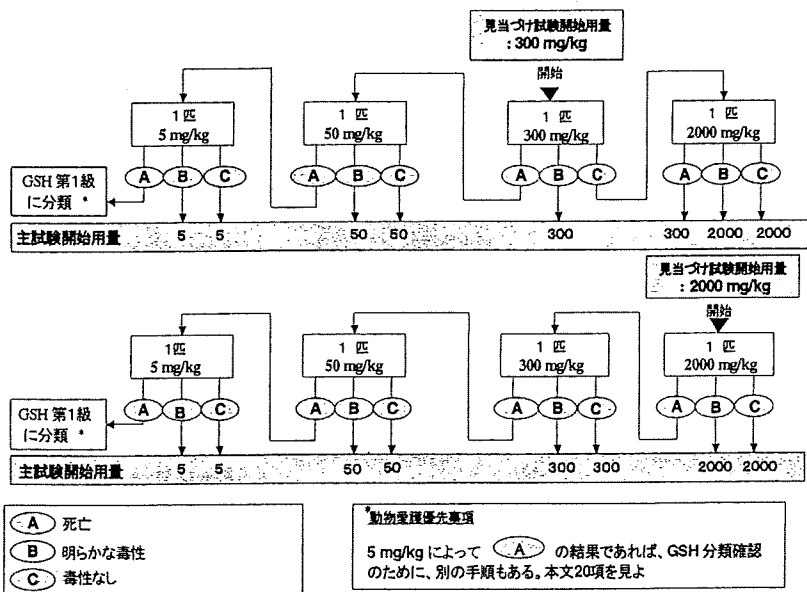 見当づけ試験開始用量
: 300 mg/kg
開始
1 匹
5 mg/kg
1 匹
50 mg/kg
1 匹
300 mg/kg
1 匹
2000 mg/kg
A B C A B C A B C A B C
GSH 第1級
に分類 *
主試験開始用量 5 5 50 50 300 300 2000 2000
見当づけ試験開始用量
: 2000 mg/kg
開始
1匹
5 mg/kg
1 匹
50 mg/kg
1 匹
300 mg/kg
1 匹
2000 mg/kg
A B C A B C A B C A B C
GSH 第1級
に分類 *
主試験開始用量 5 5 50 50 300 300 2000 2000
A 死亡
B 明らかな毒性
C 毒性なし
*動物愛護優先事項
5 mg/kg によって A の結果であれば、GSH 分類確認
のために、別の手順もある。本文20項を見よ